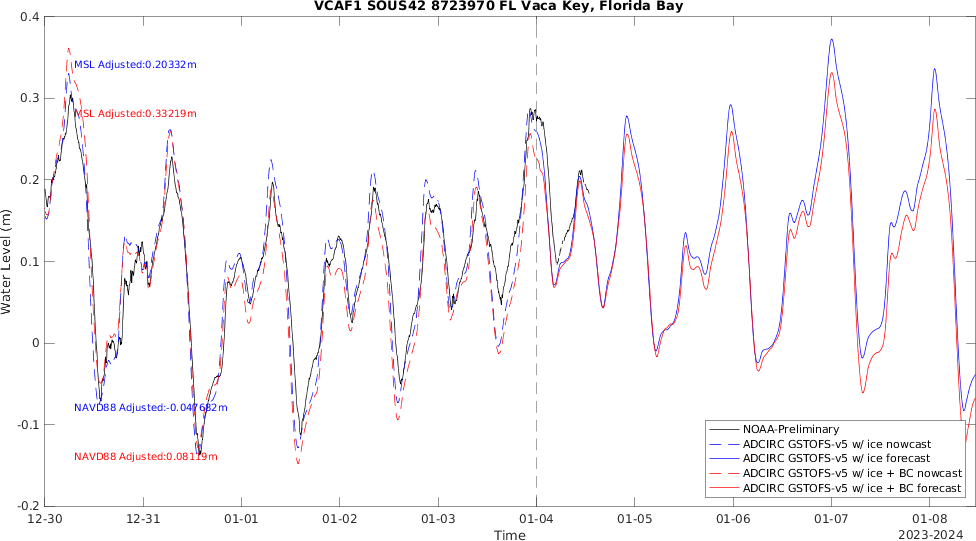 VCAF1 SOUS42 8723970 FL Vaca Key, Florida Bay
Water Level (m)
0.4
0.3
0.2
0.1
0
-0.1
-0.2
MSL Adjusted:0.20332m
MSL Adjusted:0.33219m
NAVD88 Adjusted:-0.047682m
NAVD88 Adjusted:0.08119m
NOAA-Preliminary
ADCIRC GSTOFS-v5 w/ ice nowcast
ADCIRC GSTOFS-v5 w/ ice forecast
ADCIRC GSTOFS-v5 w/ice + BC nowcast
ADCIRC GSTOFS-v5 w/ice + BC forecast
12-30 12-31 01-01 01-02 01-03 01-04 01-05 01-06 01-07 01-08
Time
2023-2024